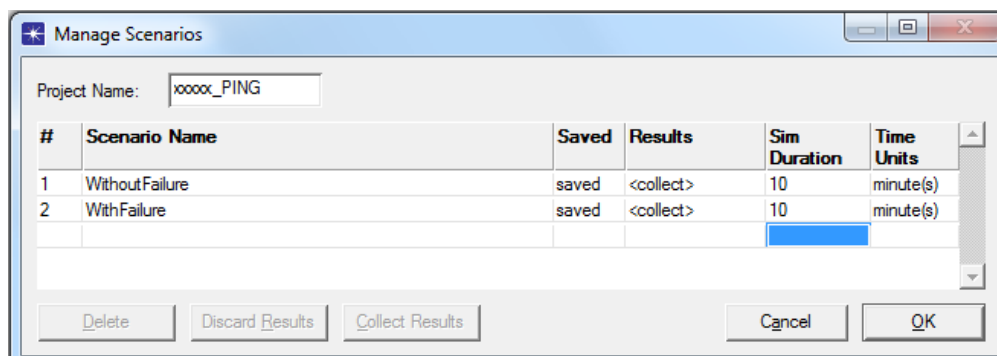 Manage Scenarios
Project Name: xxxxx_PING
# Scenario Name Saved Results Sim Duration Time Units
1 WithoutFailure saved <collect> 10 minute(s)
2 WithFailure saved <collect> 10 minute(s)
Delete Discard Results Collect Results Cancel OK